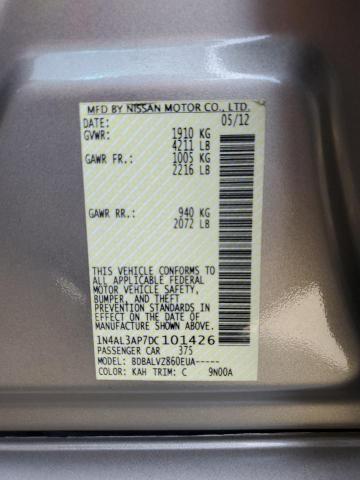 MFD BY NISSAN MOTOR CO., LTD.
DATE: 05/12
GVWR: 1910 KG
4211 LB
GAWR FR.: 1005 KG
2216 LB
GAWR RR.: 940 KG
2072 LB
THIS VEHICLE CONFORMS TO
ALL APPLICABLE FEDERAL
MOTOR VEHICLE SAFETY,
BUMPER, AND THEFT
PREVENTION STANDARDS IN
EFFECT ON THE DATE OF
MANUFACTURE SHOWN ABOVE.
1N4AL3AP7DC101426
PASSENGER CAR 375
MODEL: BDBALVZ860EUA-----
COLOR: KAH TRIM: C 9N00A